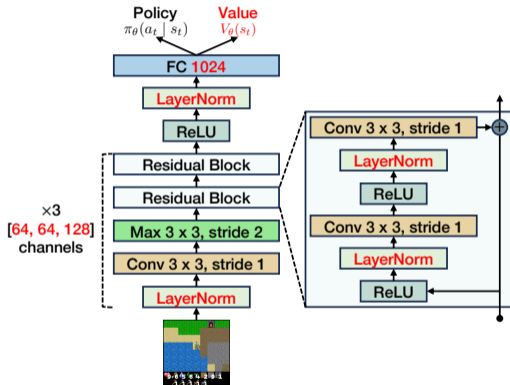 Policy
πθ(at | st)
Value
Vθ(st)
FC 1024
LayerNorm
ReLU
Residual Block
Residual Block
Max 3 x 3, stride 2
Conv 3 x 3, stride 1
LayerNorm
×3
[64, 64, 128]
channels
Conv 3 x 3, stride 1
LayerNorm
ReLU
Conv 3 x 3, stride 1
LayerNorm
ReLU